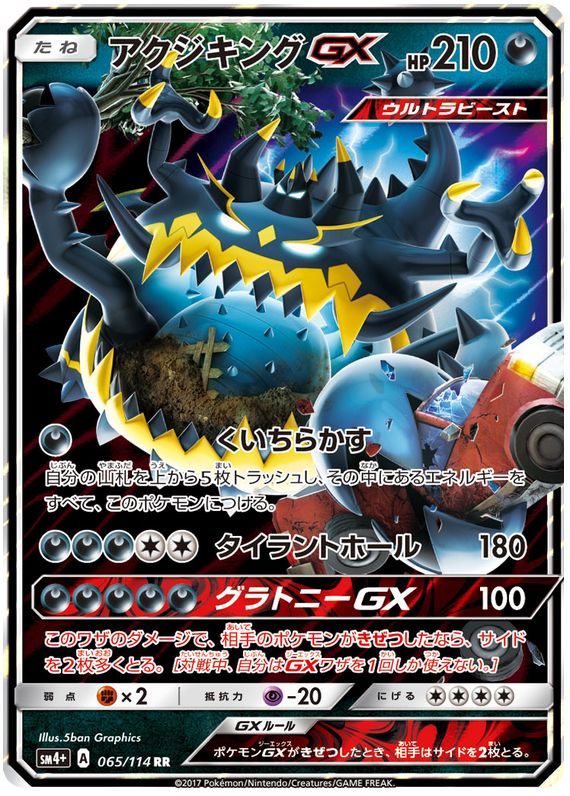 たね アクジキングGX HP210
ウルトラビースト
くいちらかす
自分の山札を上から5枚トラッシュし、その中にあるエネルギーを
すべて、このポケモンにつける。
タイラントホール 180
グラトニーGX 100
このワザのダメージで、相手のポケモンがきぜつしたなら、サイド
を2枚多くとる。[対戦中、自分はGXワザを1回しか使えない。]
弱点 ×2 抵抗力 -20 にげる
Illus.5ban Graphics
GXルール
SM4+ A 065/114 RR
ポケモンGXがきぜつしたとき、相手はサイドを2枚とる。
©2017 Pokémon/Nintendo/Creatures/GAME FREAK.